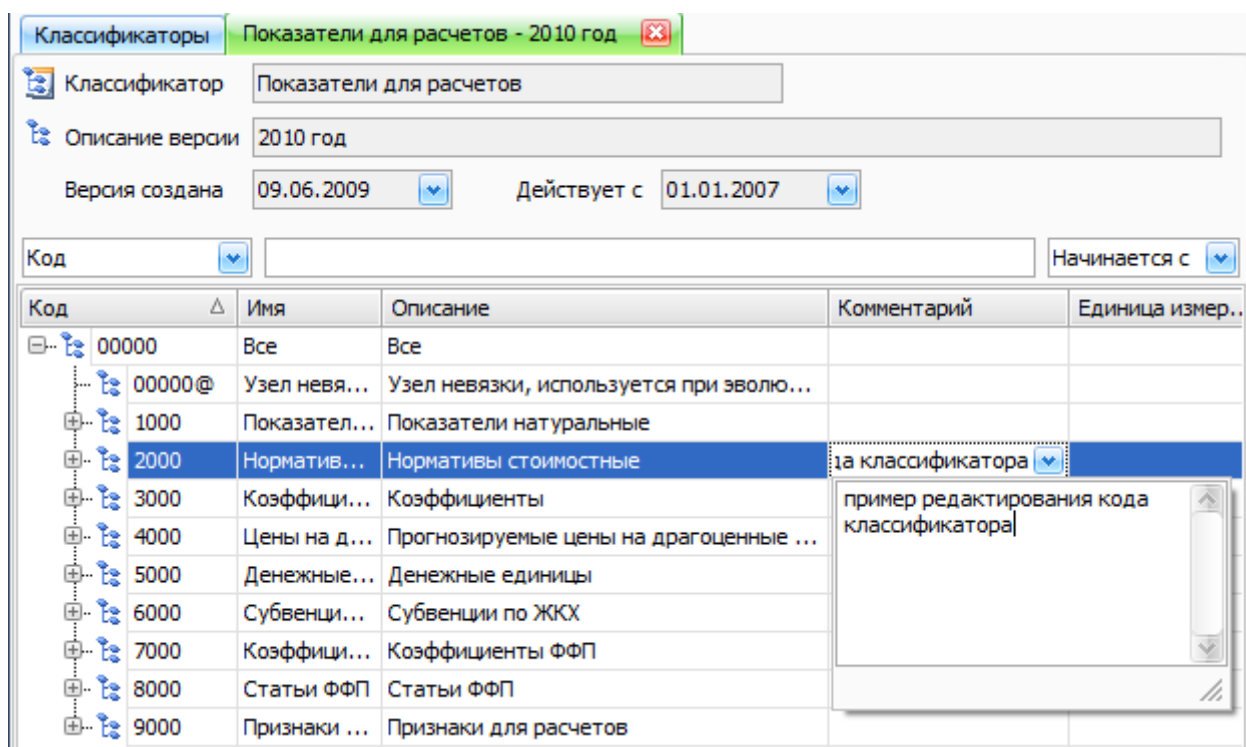 Классификаторы Показатели для расчетов - 2010 год
Классификатор Показатели для расчетов
Описание версии 2010 год
Версия создана 09.06.2009 Действует с 01.01.2007
Код Начинается с
Код Имя Описание Комментарий Единица измер..
00000 Все Все
00000@ Узел невя... Узел невязки, используется при эволю...
1000 Показател... Показатели натуральные
2000 Норматив... Нормативы стоимостные да классификатора
3000 Коэффици... Коэффициенты
пример редактирования кода
классификатора
4000 Цены на д... Прогнозируемые цены на драгоценные ...
5000 Денежные... Денежные единицы
6000 Субвенци... Субвенции по ЖКХ
7000 Коэффици... Коэффициенты ФФП
8000 Статьи ФФП Статьи ФФП
9000 Признаки ... Признаки для расчетов